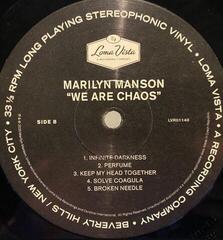 33⅓ RPM LONG PLAYING STEREOPHONIC VINYL •
LOMA VISTA • RECORDING COMPANY • BEVERLY HILLS / NEW YORK CITY •
Loma Vista
MARILYN MANSON
"WE ARE CHAOS"
SIDE B
LVR01140
1. INFINITE DARKNESS
2. PERFUME
3. KEEP MY HEAD TOGETHER
4. SOLVE COAGULA
5. BROKEN NEEDLE